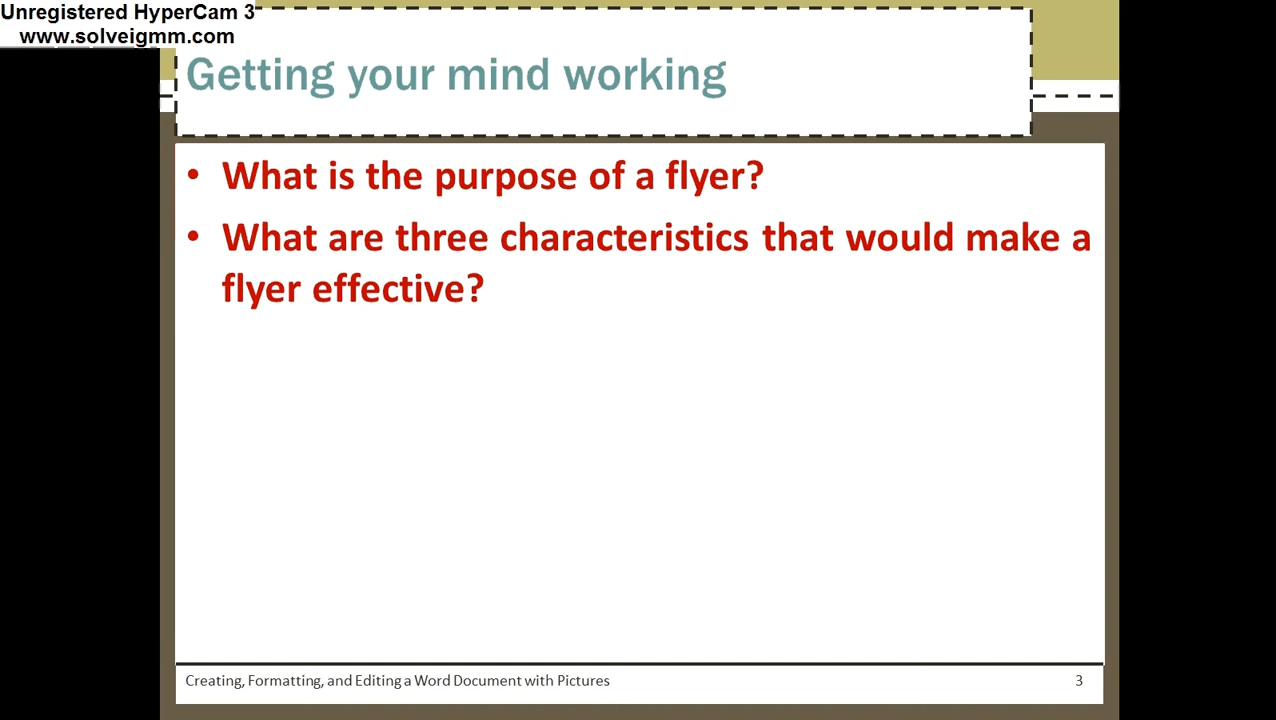 Unregistered HyperCam 3
www.solveigmm.com
Getting your mind working
• What is the purpose of a flyer?
• What are three characteristics that would make a
flyer effective?
Creating, Formatting, and Editing a Word Document with Pictures 3